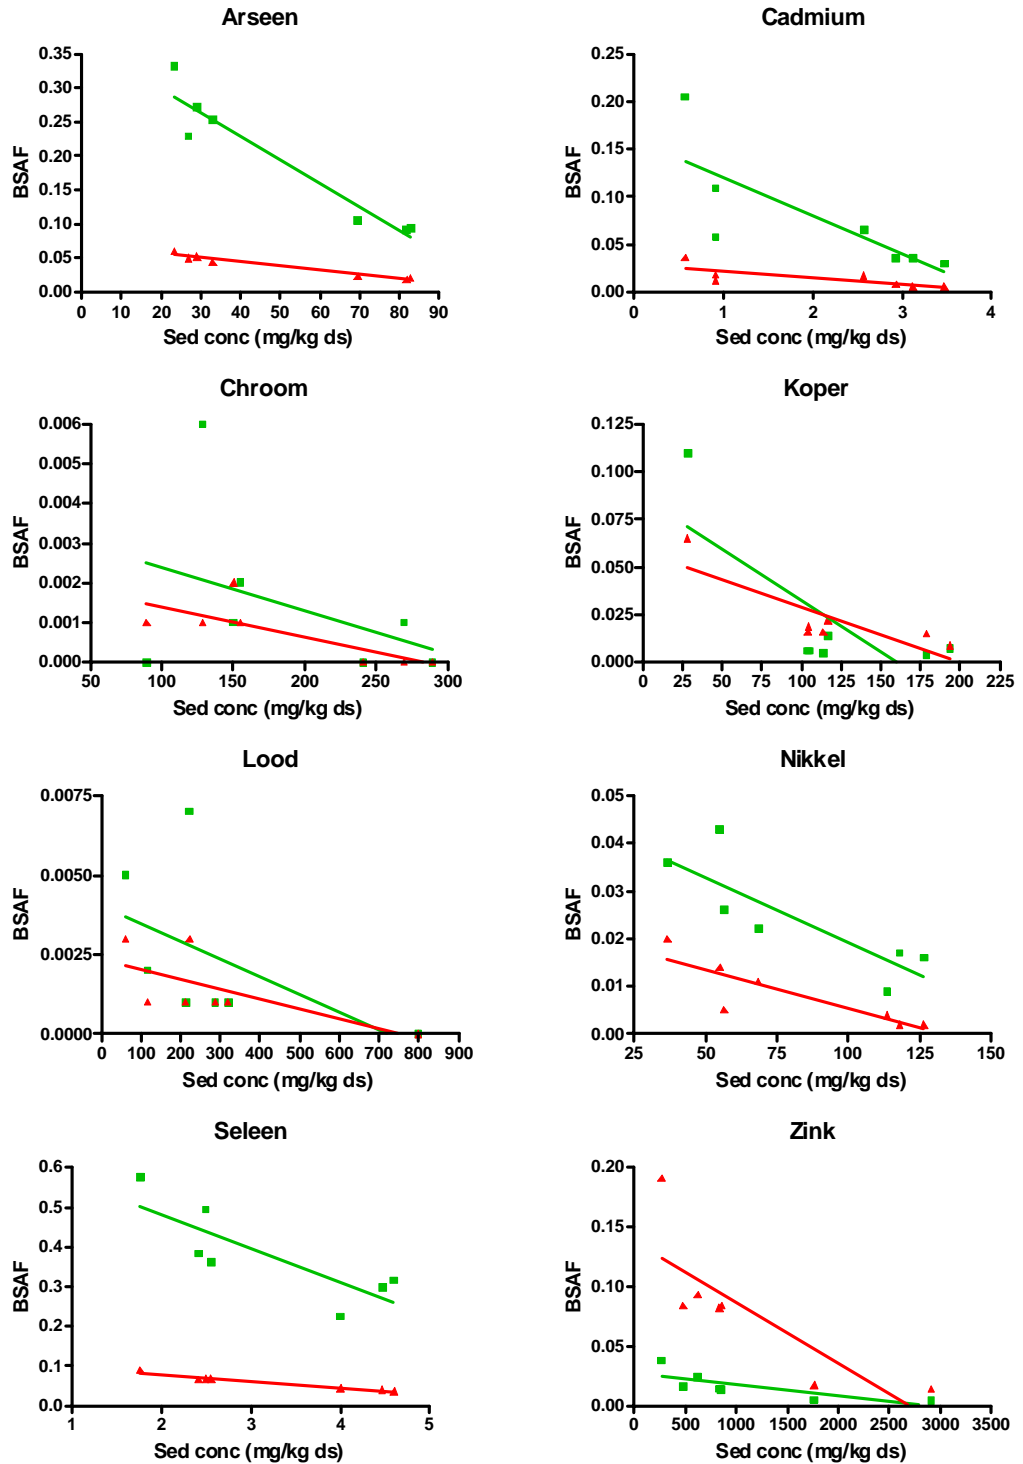 Arseen
0.35
0.30
0.25
0.20
0.15
0.10
0.05
0.00
BSAF
0 10 20 30 40 50 60 70 80 90
Sed conc (mg/kg ds)
Cadmium
0.25
0.20
0.15
0.10
0.05
0.00
BSAF
0 1 2 3 4
Sed conc (mg/kg ds)
Chroom
0.006
0.005
0.004
0.003
0.002
0.001
0.000
BSAF
50 100 150 200 250 300
Sed conc (mg/kg ds)
Koper
0.125
0.100
0.075
0.050
0.025
0.000
BSAF
0 25 50 75 100 125 150 175 200 225
Sed conc (mg/kg ds)
Lood
0.0075
0.0050
0.0025
0.0000
BSAF
0 100 200 300 400 500 600 700 800 900
Sed conc (mg/kg ds)
Nikkel
0.05
0.04
0.03
0.02
0.01
0.00
BSAF
25 50 75 100 125 150
Sed conc (mg/kg ds)
Seleen
0.6
0.5
0.4
0.3
0.2
0.1
0.0
BSAF
1 2 3 4 5
Sed conc (mg/kg ds)
Zink
0.20
0.15
0.10
0.05
0.00
BSAF
0 500 1000 1500 2000 2500 3000 3500
Sed conc (mg/kg ds)